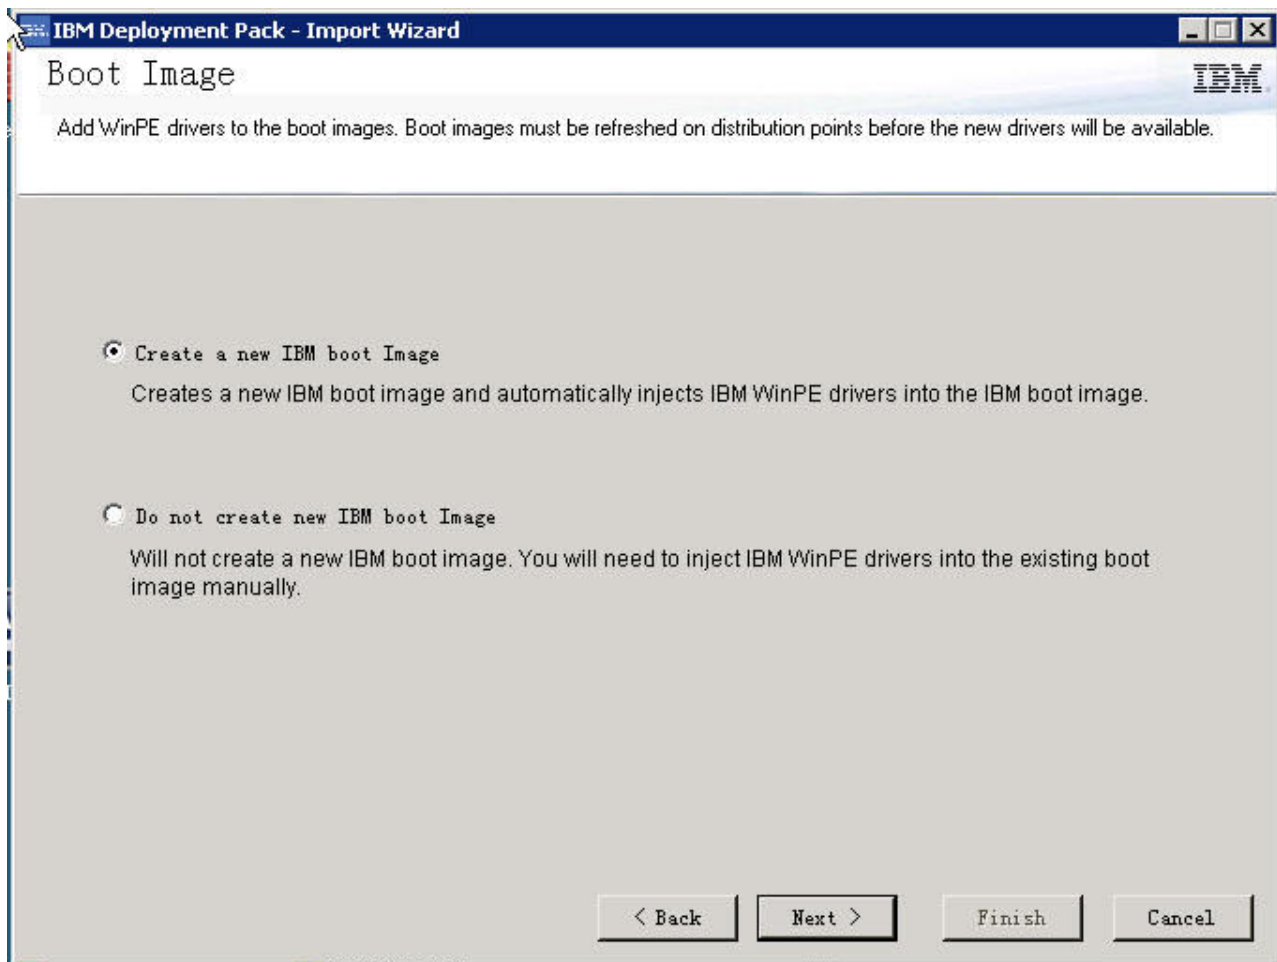 IBM Deployment Pack - Import Wizard
Boot Image
IBM.
Add WinPE drivers to the boot images. Boot images must be refreshed on distribution points before the new drivers will be available.
Create a new IBM boot Image
Creates a new IBM boot image and automatically injects IBM WinPE drivers into the IBM boot image.
Do not create new IBM boot Image
Will not create a new IBM boot image. You will need to inject IBM WinPE drivers into the existing boot
image manually.
< Back Next > Finish Cancel